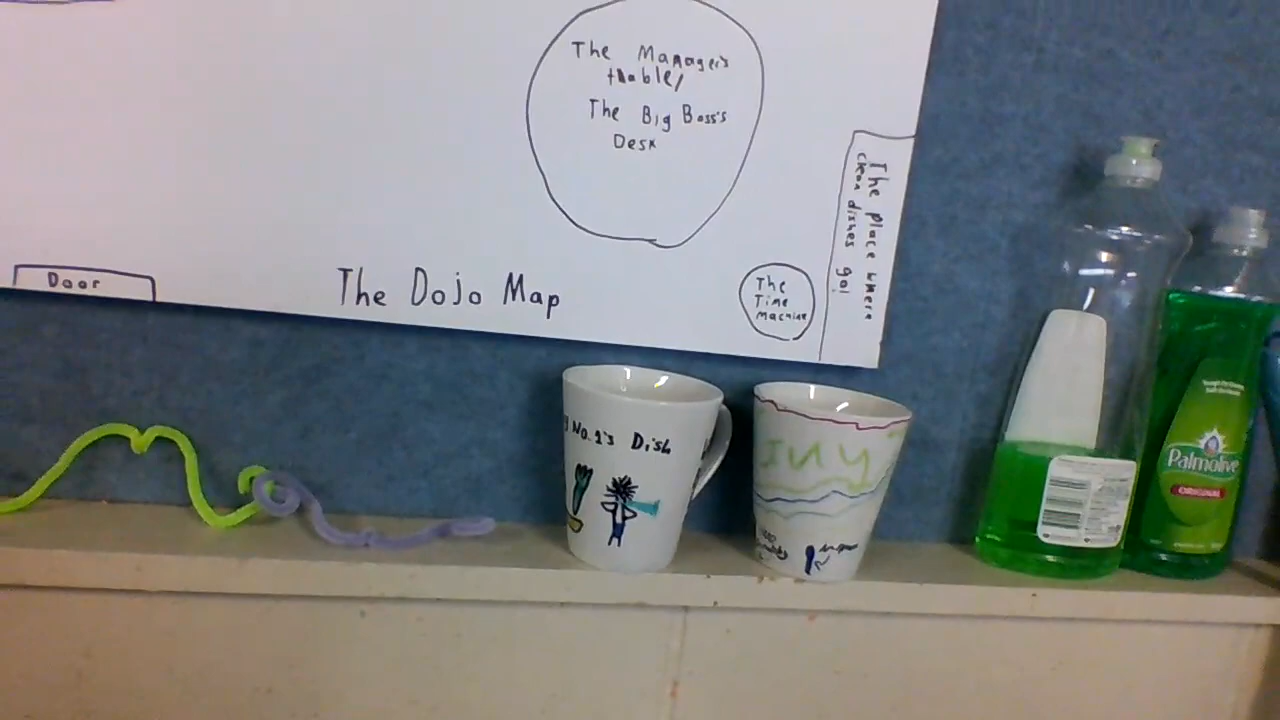 The Manager's
table/
The Big Boss's
Desk
The place where
clean dishes go!
Door
The Dojo Map
The
Time
Machine
No.1's Dish
Palmolive
ORIGINAL